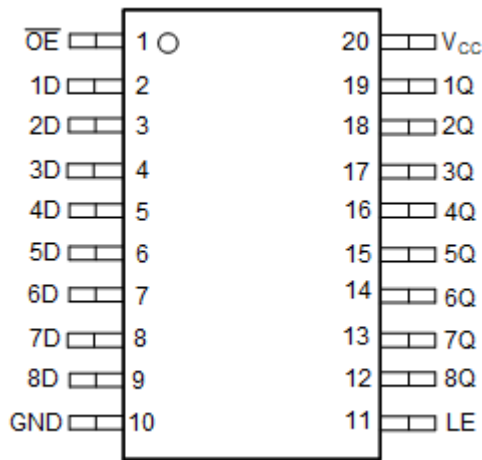 O̅E̅ 1 20 VCC
1D 2 19 1Q
2D 3 18 2Q
3D 4 17 3Q
4D 5 16 4Q
5D 6 15 5Q
6D 7 14 6Q
7D 8 13 7Q
8D 9 12 8Q
GND 10 11 LE